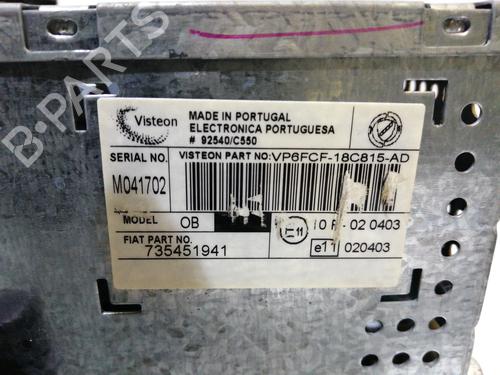 B-PARTS
Visteon
MADE IN PORTUGAL
ELECTRONICA PORTUGUESA
# 92540/C550
SERIAL NO.
VISTEON PART NO:VP6FCF-18C815-AD
M041702
MODEL
OB
E11
10 R- 02 0403
FIAT PART NO.
735451941
e11 020403